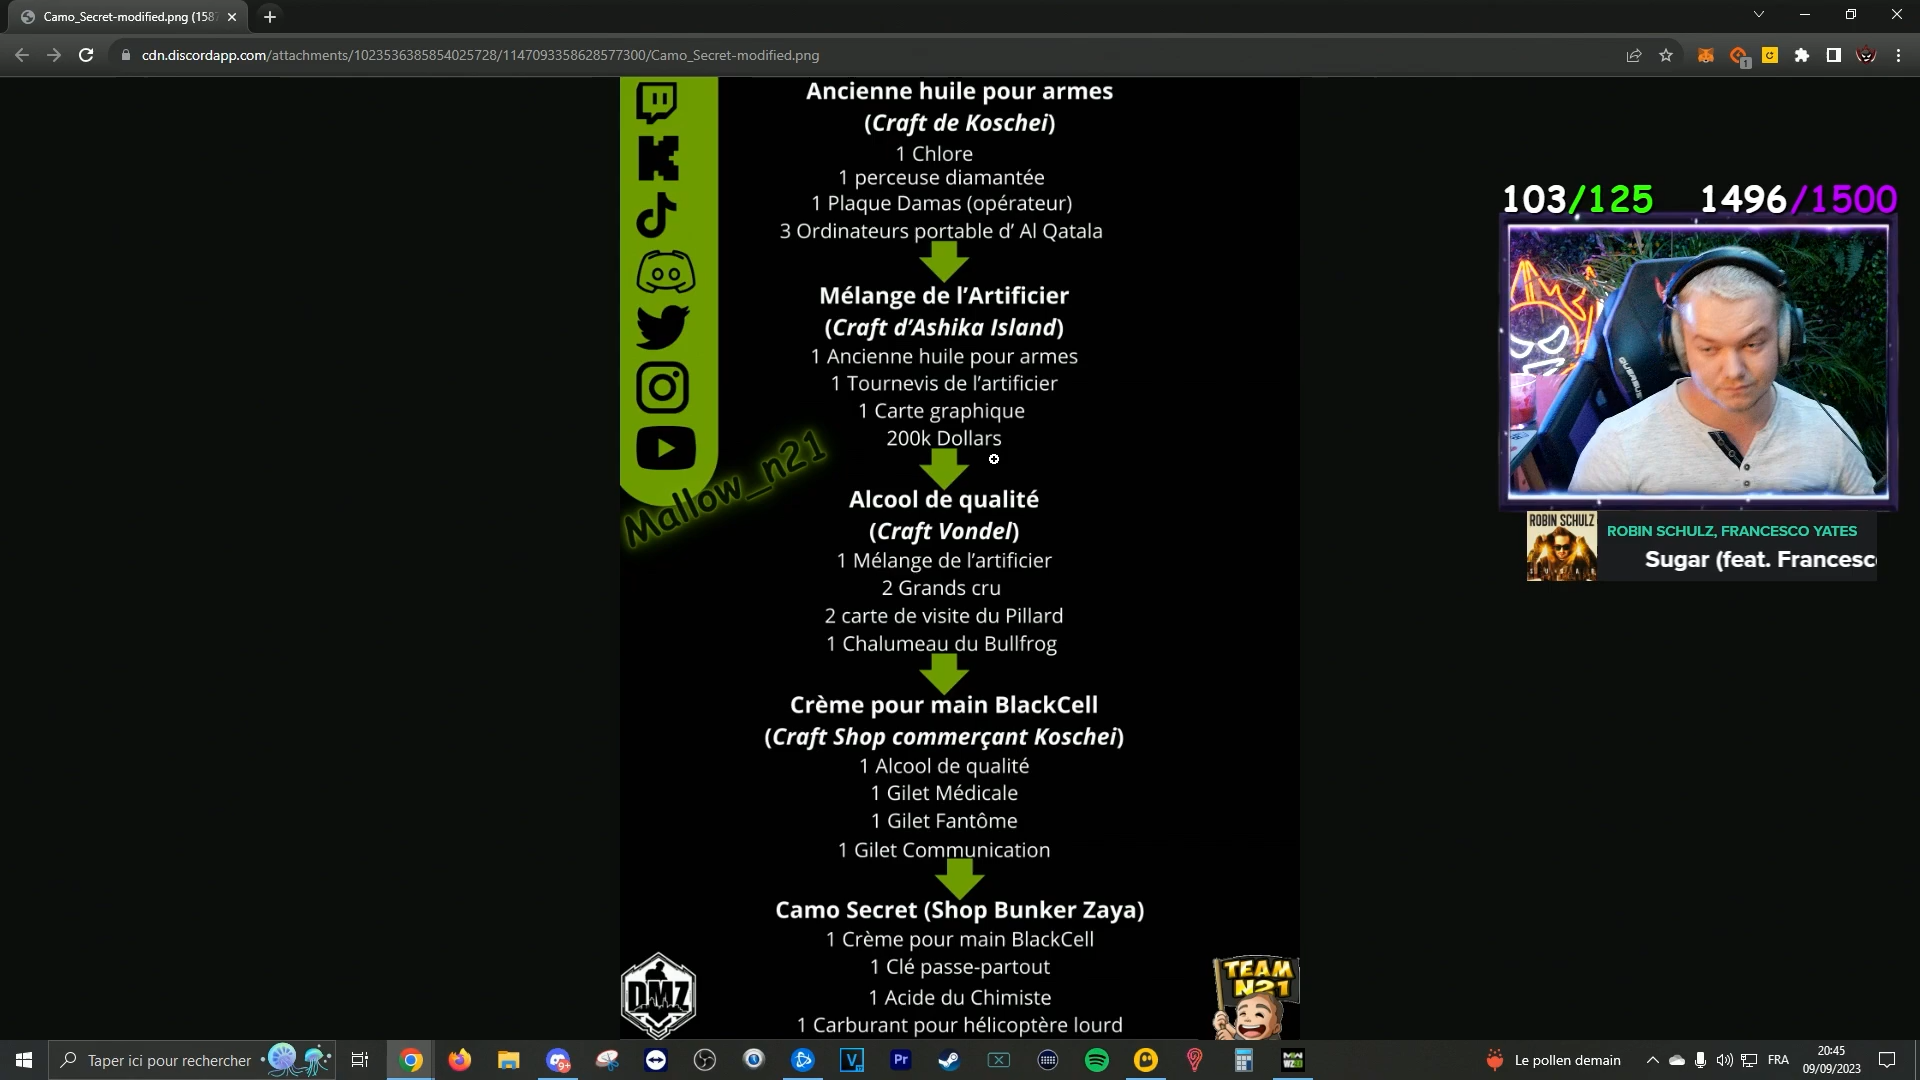 Camo_Secret-modified.png (158
cdn.discordapp.com/attachments/1023536385854025728/1147093358628577300/Camo_Secret-modified.png
1
Ancienne huile pour armes
(Craft de Koschei)
1 Chlore
1 perceuse diamantée
1 Plaque Damas (opérateur)
3 Ordinateurs portable d' Al Qatala
Mélange de l'Artificier
(Craft d'Ashika Island)
1 Ancienne huile pour armes
1 Tournevis de l'artificier
1 Carte graphique
200k Dollars
Mallow_n21
Alcool de qualité
(Craft Vondel)
1 Mélange de l'artificier
2 Grands cru
2 carte de visite du Pillard
1 Chalumeau du Bullfrog
Crème pour main BlackCell
(Craft Shop commerçant Koschei)
1 Alcool de qualité
1 Gilet Médicale
1 Gilet Fantôme
1 Gilet Communication
Camo Secret (Shop Bunker Zaya)
1 Crème pour main BlackCell
1 Clé passe-partout
1 Acide du Chimiste
1 Carburant pour hélicoptère lourd
DMZ
TEAM
N21
103/125 1496/1500
ROBIN SCHULZ
ROBIN SCHULZ, FRANCESCO YATES
Sugar (feat. Francesc
Taper ici pour rechercher
9+
V
Pr
Le pollen demain
FRA
20:45
09/09/2023